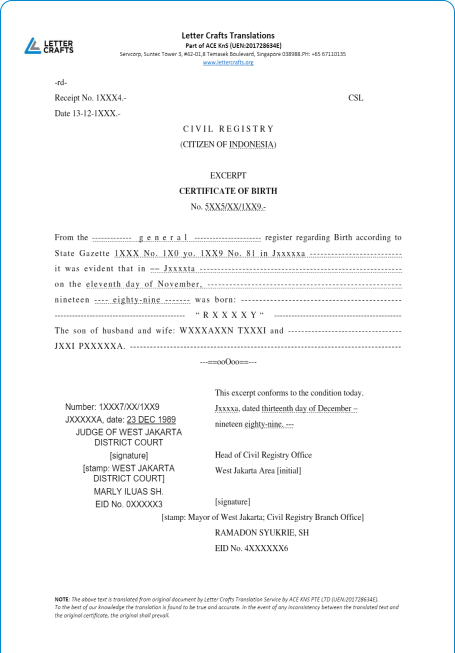 LETTER
CRAFTS
Letter Crafts Translations
Part of ACE KnS (UEN:201728634E)
Servcorp, Suntec Tower 3, #42-01,8 Temasek Boulevard, Singapore 038988.PH: +65 67110135
www.lettercrafts.org
-rd-
Receipt No. 1XXX4.- CSL
Date 13-12-1XXX.-
CIVIL REGISTRY
(CITIZEN OF INDONESIA)
EXCERPT
CERTIFICATE OF BIRTH
No. 5XX5/XX/1XX9.-
From the ------------- general ---------------------- register regarding Birth according to
State Gazette 1XXX No. 1X0 yo. 1XX9 No. 81 in Jxxxxxa -------------------------
it was evident that in == Jxxxxta -------------------------------------------------------
on the eleventh day of November, -----------------------------------------------------
nineteen ---- eighty-nine ------- was born: -------------------------------------------
----------------------------------- “ R X X X X Y “ -----------------------------------
The son of husband and wife: WXXXAXXN TXXXI and -------------------------------
JXXI PXXXXXA. -------------------------------------------------------------------------
---==ooOoo==---
This excerpt conforms to the condition today.
Jxxxxa, dated thirteenth day of December –
nineteen eighty-nine. ---
Head of Civil Registry Office
West Jakarta Area [initial]
[signature]
Number: 1XXX7/XX/1XX9
JXXXXXA, date: 23 DEC 1989
JUDGE OF WEST JAKARTA
DISTRICT COURT
[signature]
[stamp: WEST JAKARTA
DISTRICT COURT]
MARLY ILUAS SH.
EID No. 0XXXXX3
[stamp: Mayor of West Jakarta; Civil Registry Branch Office]
RAMADON SYUKRIE, SH
EID No. 4XXXXXX6
NOTE: The above text is translated from original document by Letter Crafts Translation Service by ACE KNS PTE LTD (UEN:201728634E).
To the best of our knowledge the translation is found to be true and accurate. In the event of any inconsistency between the translated text and
the original certificate, the original shall prevail.